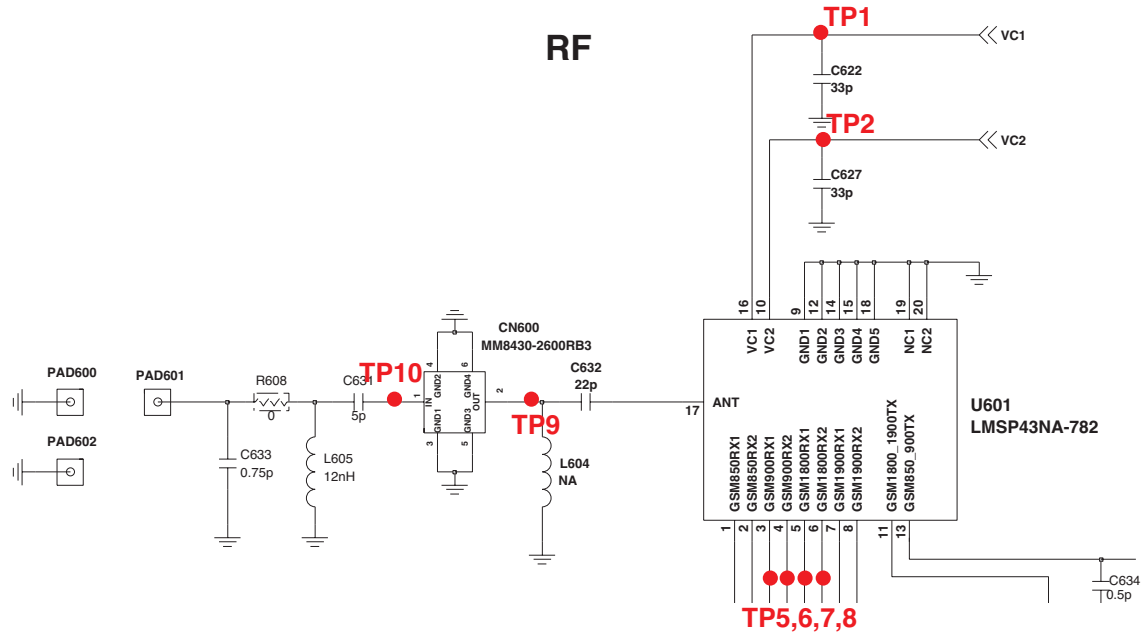 TP1
RF
VC1
C622
33p
TP2
VC2
C627
33p
16
10
9
12
14
15
18
19
20
VC1
VC2
GND1
GND2
GND3
GND4
GND5
NC1
NC2
CN600
MM8430-2600RB3
4
6
GND2
GND4
1
IN
OUT
2
GND1
GND3
3
5
PAD600
PAD601
R608
0
C631
5p
TP10
TP9
C632
22p
17
ANT
U601
LMSP43NA-782
PAD602
C633
0.75p
L605
12nH
L604
NA
GSM850RX1
GSM850RX2
GSM900RX1
GSM900RX2
GSM1800RX1
GSM1800RX2
GSM1900RX1
GSM1900RX2
GSM1800_1900TX
GSM850_900TX
1
2
3
4
5
6
7
8
11
13
C634
0.5p
TP5,6,7,8